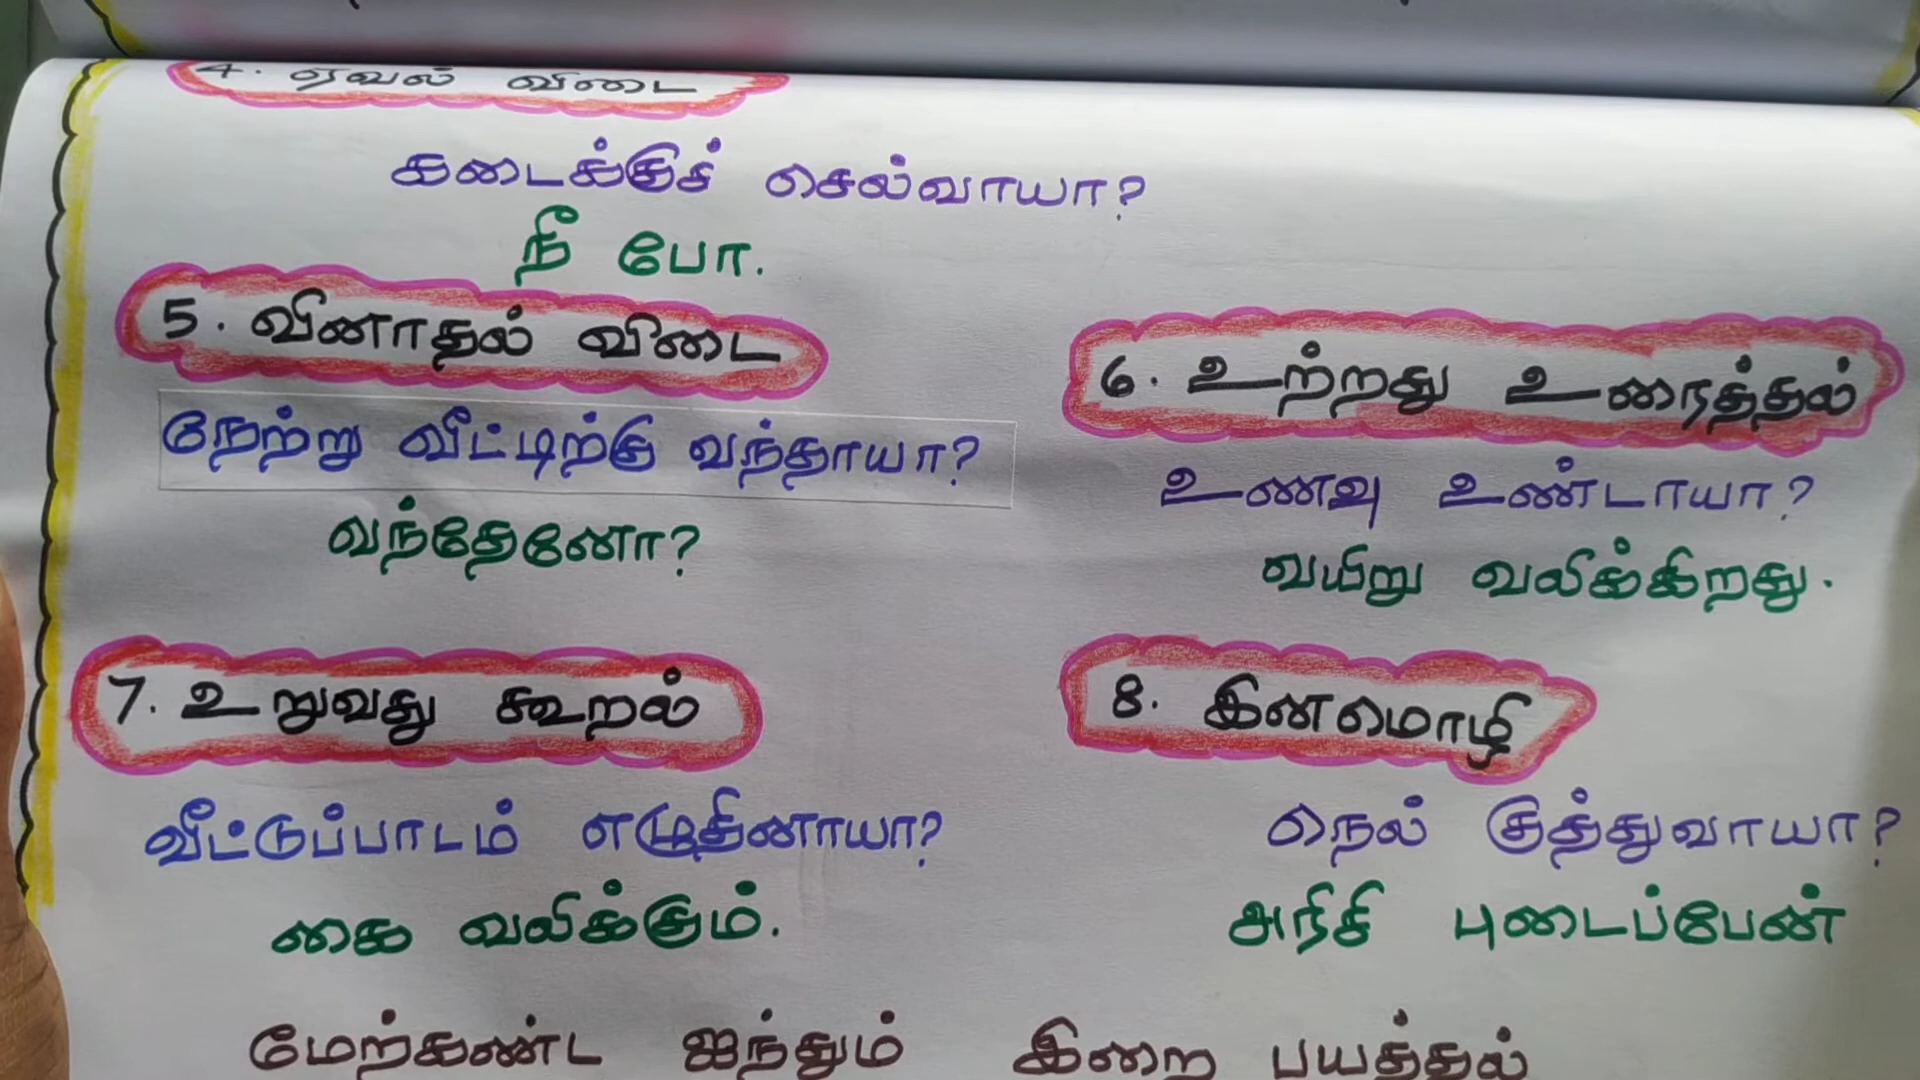 4. ஏவல் விடை
கடைக்குச் செல்வாயா?
நீ போ.
5. வினாதல் விடை
நேற்று வீட்டிற்கு வந்தாயா?
வந்தேனோ?
6. உற்றது உரைத்தல்
உணவு உண்டாயா?
வயிறு வலிக்கிறது.
7. உறுவது கூறல்
வீட்டுப்பாடம் எழுதினாயா?
கை வலிக்கும்.
8. இனமொழி
நெல் குத்துவாயா?
அரிசி புடைப்பேன்
மேற்கண்ட ஐந்தும் இறை பயத்தல்